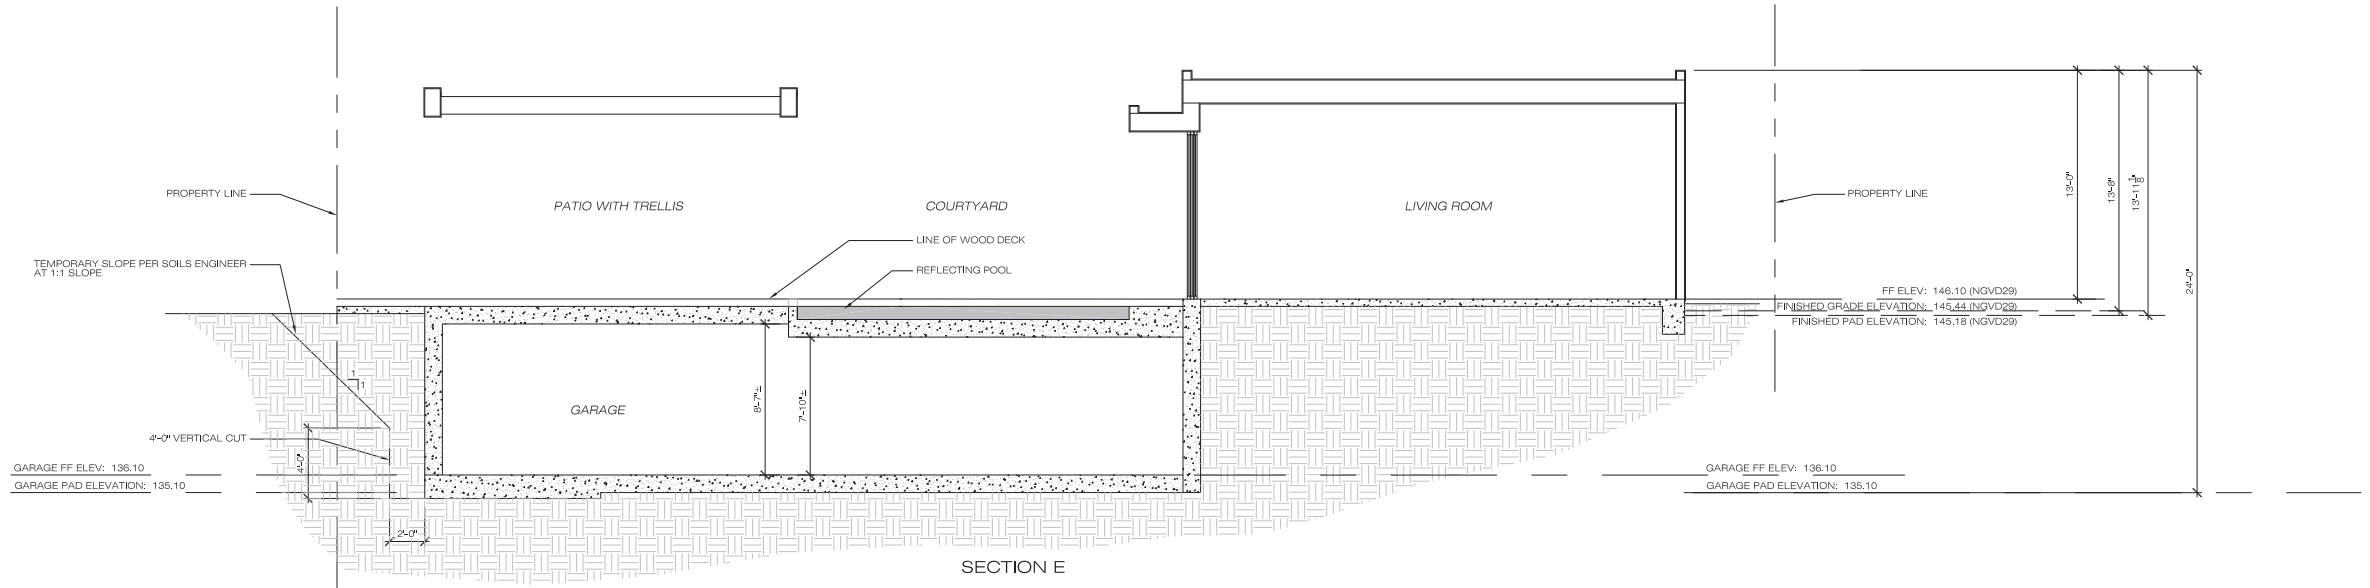 PROPERTY LINE
PATIO WITH TRELLIS
COURTYARD
LIVING ROOM
PROPERTY LINE
13'-0"
13'-8"
13'-11 1/8"
24'-0"
LINE OF WOOD DECK
REFLECTING POOL
TEMPORARY SLOPE PER SOILS ENGINEER
AT 1:1 SLOPE
FF ELEV: 146.10 (NGVD29)
FINISHED GRADE ELEVATION: 145.44 (NGVD29)
FINISHED PAD ELEVATION: 145.18 (NGVD29)
1
1
GARAGE
8'-7"±
7'-10"±
4'-0" VERTICAL CUT
4'-0"
GARAGE FF ELEV: 136.10
GARAGE PAD ELEVATION: 135.10
GARAGE FF ELEV: 136.10
GARAGE PAD ELEVATION: 135.10
2'-0"
SECTION E